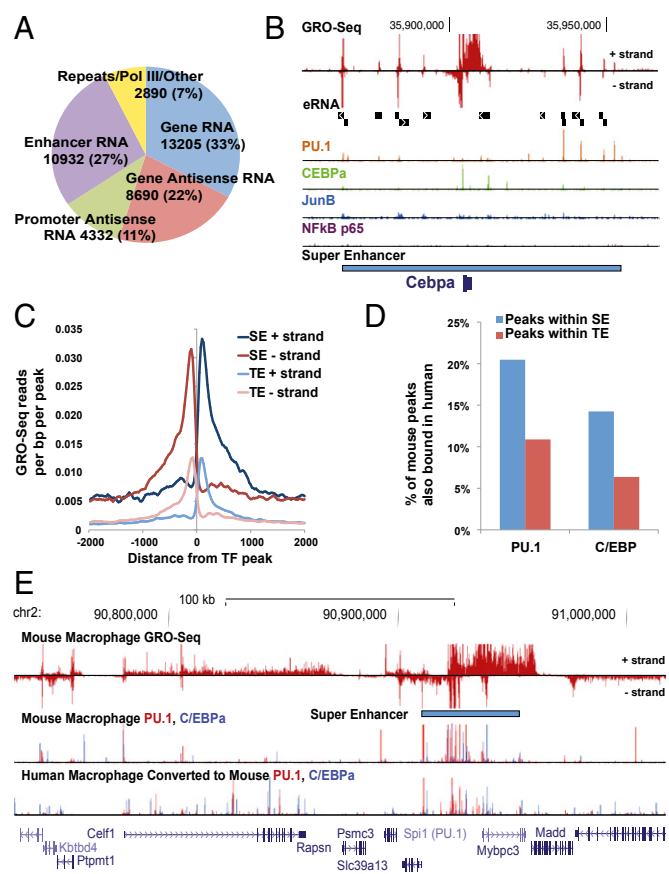 A
Repeats/Pol III/Other
2890 (7%)
Gene RNA
13205 (33%)
Enhancer RNA
10932 (27%)
Gene Antisense RNA
8690 (22%)
Promoter Antisense
RNA 4332 (11%)
B
35,900,000
35,950,000
GRO-Seq
+ strand
- strand
eRNA
PU.1
CEBPa
JunB
NFkB p65
Super Enhancer
Cebpa
C
GRO-Seq reads
per bp per peak
0.035
0.03
0.025
0.02
0.015
0.01
0.005
0
SE + strand
SE - strand
TE + strand
TE - strand
-2000
-1000
0
1000
2000
Distance from TF peak
D
Peaks within SE
Peaks within TE
% of mouse peaks
also bound in human
25%
20%
15%
10%
5%
0%
PU.1
C/EBP
E
100 kb
chr2:
90,800,000
90,900,000
91,000,000
Mouse Macrophage GRO-Seq
+ strand
- strand
Super Enhancer
Mouse Macrophage PU.1, C/EBPa
Human Macrophage Converted to Mouse PU.1, C/EBPa
Celf1
Kbtbd4
Ptpmt1
Rapsn
Psmc3
Slc39a13
Spi1 (PU.1)
Mybpc3
Madd